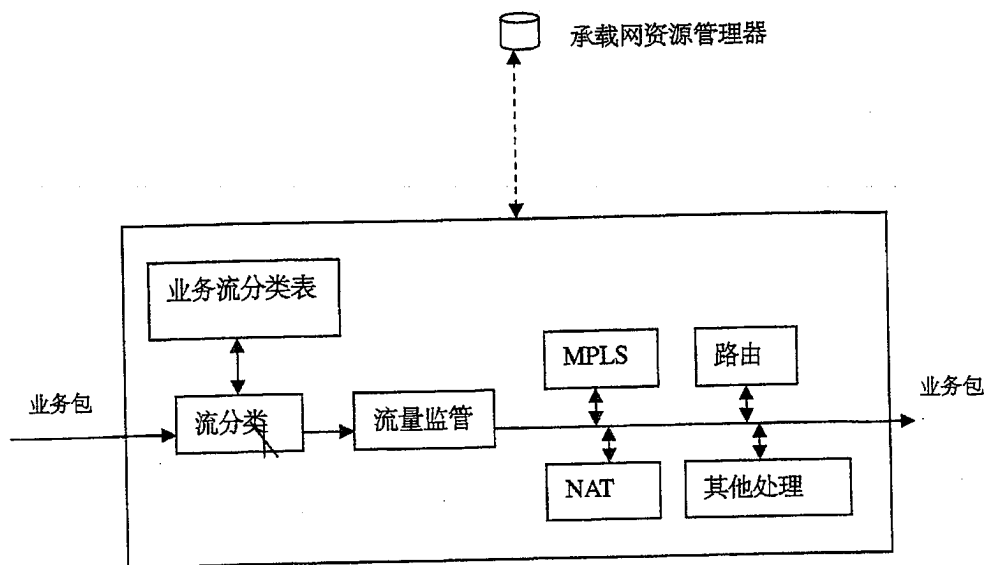 承载网资源管理器
业务流分类表
MPLS
路由
业务包
业务包
流分类
流量监管
NAT
其他处理